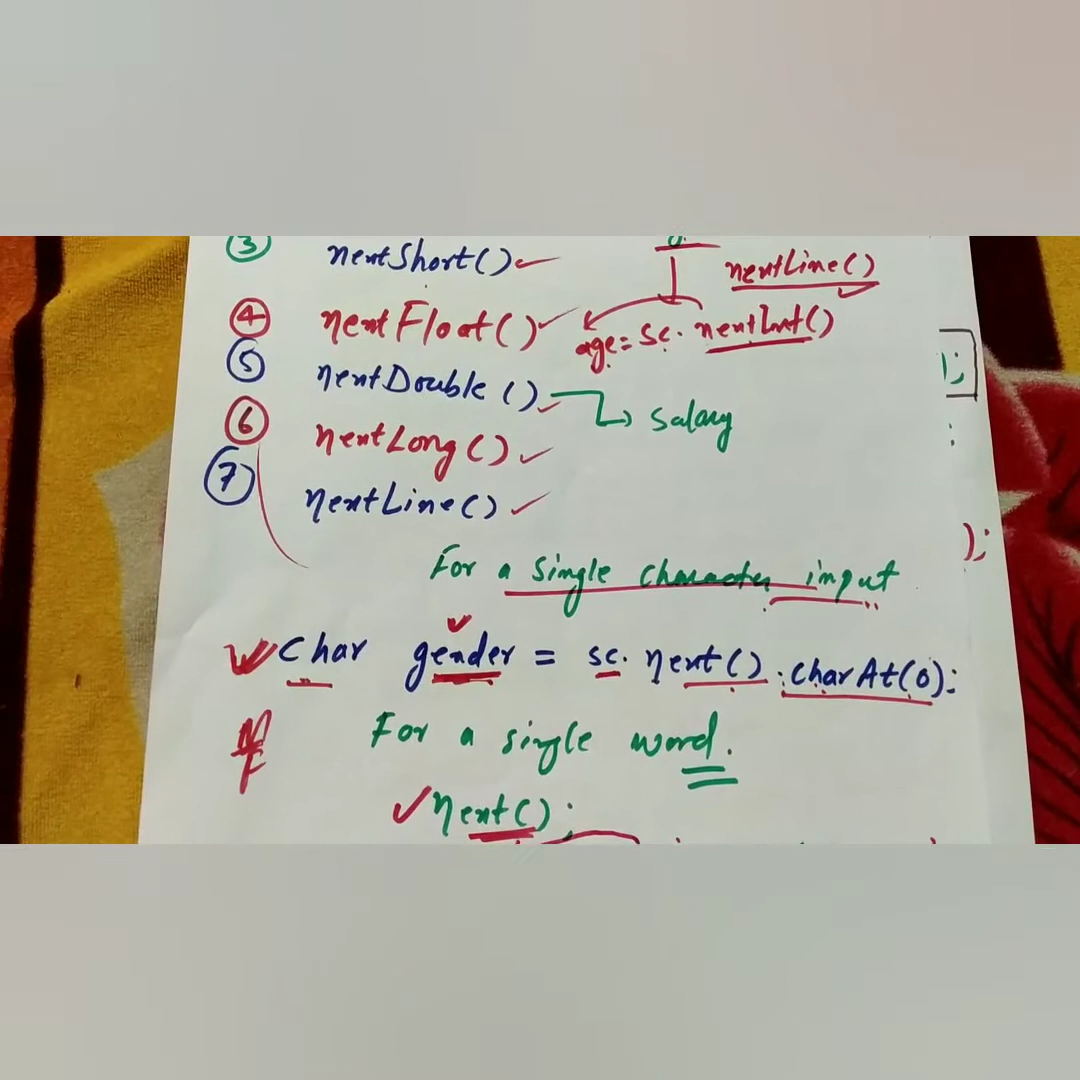 ③ nextShort()
nextLine()
④ nextFloat()
age = sc. nextInt()
⑤ nextDouble() → Salary
⑥ nextLong()
⑦ nextLine()
For a single character input
char gender = sc. next() . charAt(0);
M/F
For a single word.
next();
);